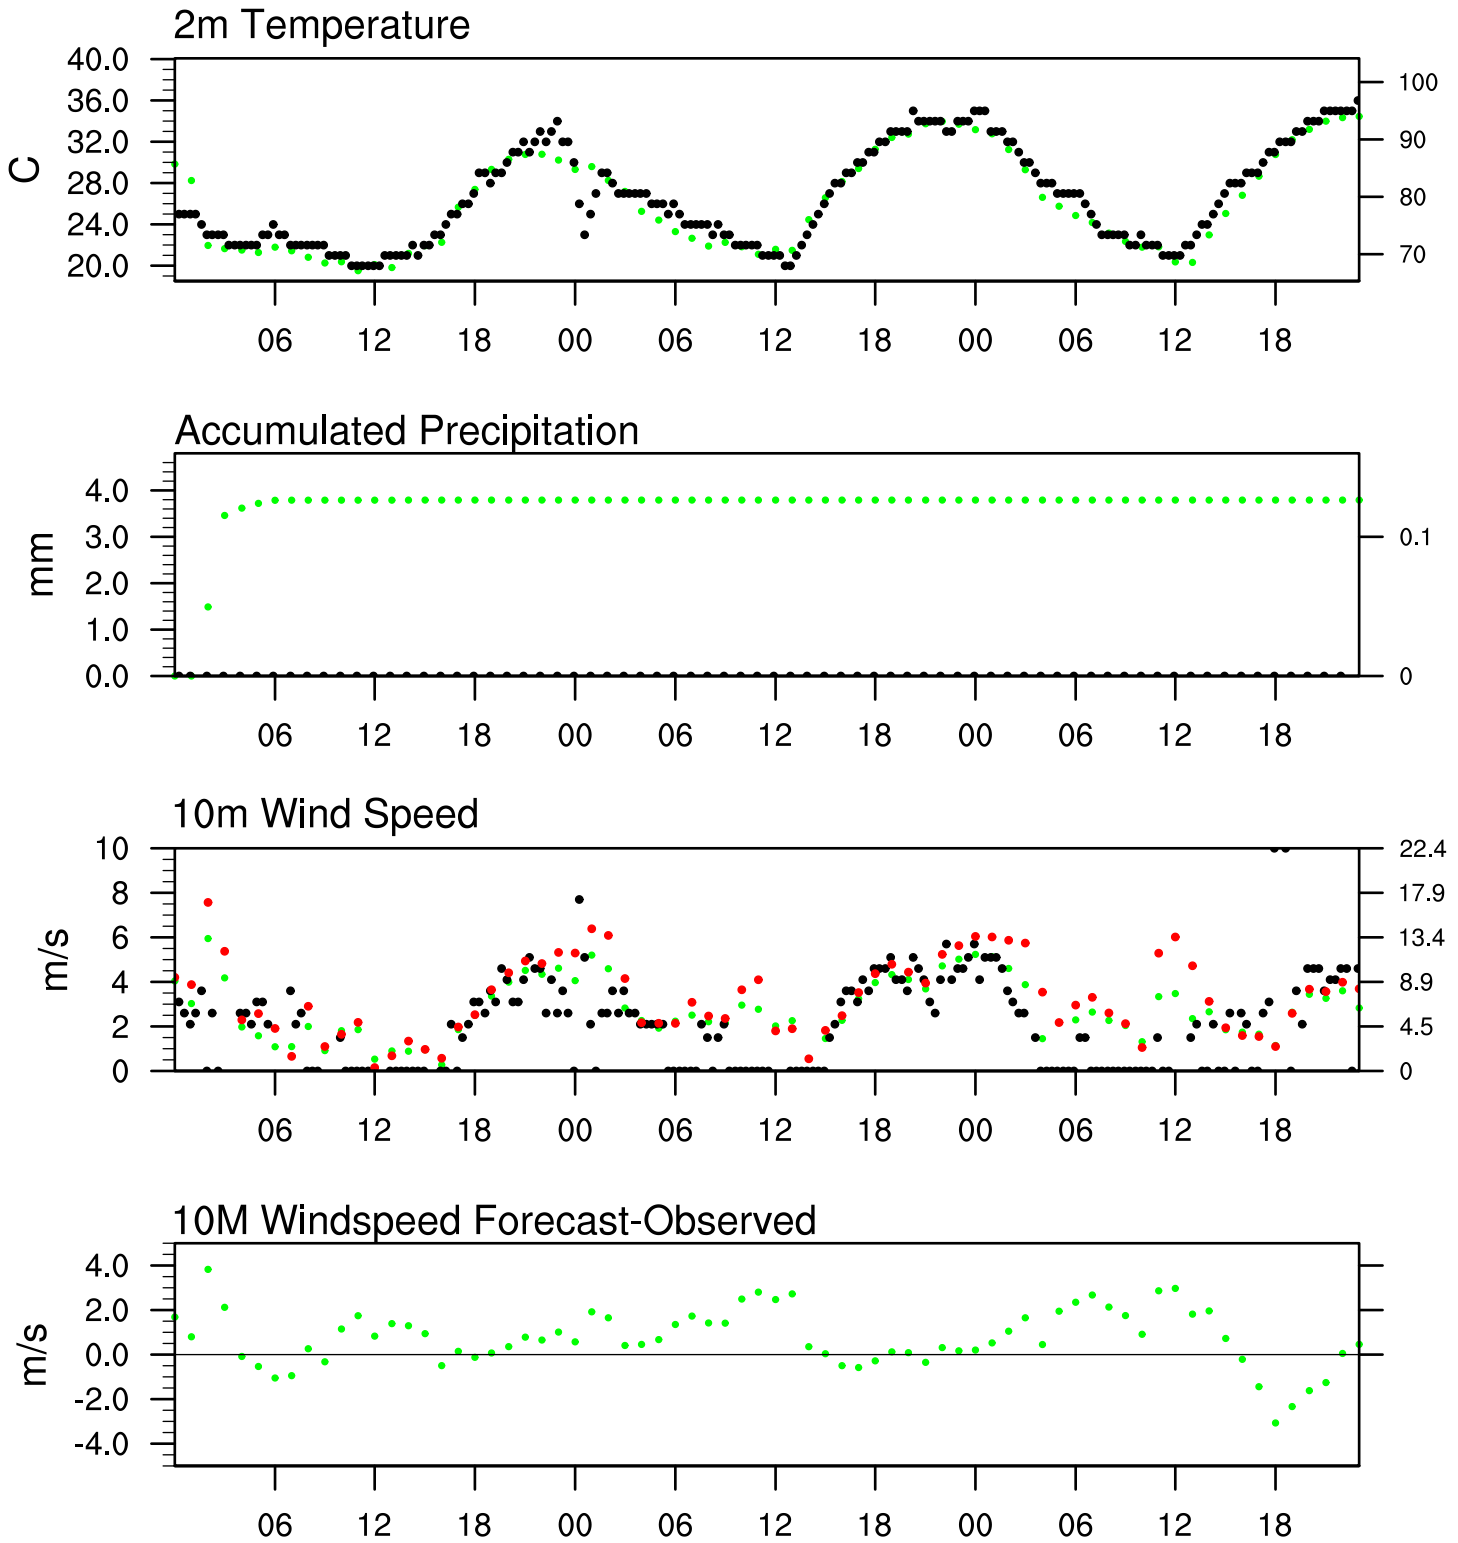 2m Temperature
40.0
36.0
32.0
28.0
24.0
20.0
C
100
90
80
70
06 12 18 00 06 12 18 00 06 12 18
Accumulated Precipitation
4.0
3.0
2.0
1.0
0.0
mm
0.1
0
06 12 18 00 06 12 18 00 06 12 18
10m Wind Speed
10
8
6
4
2
0
m/s
22.4
17.9
13.4
8.9
4.5
0
06 12 18 00 06 12 18 00 06 12 18
10M Windspeed Forecast-Observed
4.0
2.0
0.0
-2.0
-4.0
m/s
06 12 18 00 06 12 18 00 06 12 18